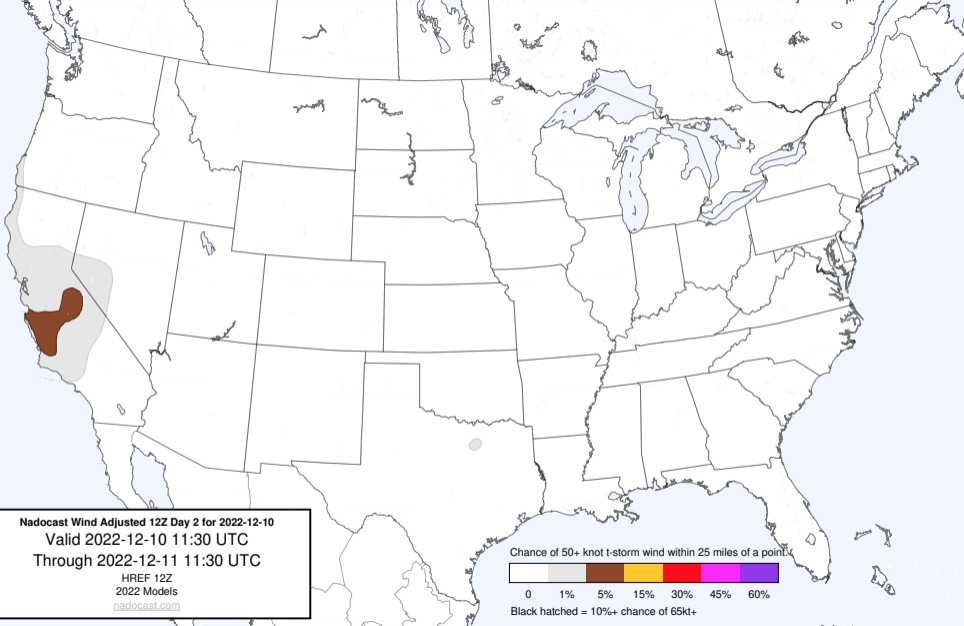 Nadocast Wind Adjusted 12Z Day 2 for 2022-12-10
Valid 2022-12-10 11:30 UTC
Through 2022-12-11 11:30 UTC
HREF 12Z
2022 Models
nadocast.com
Chance of 50+ knot t-storm wind within 25 miles of a point.
0 1% 5% 15% 30% 45% 60%
Black hatched = 10%+ chance of 65kt+